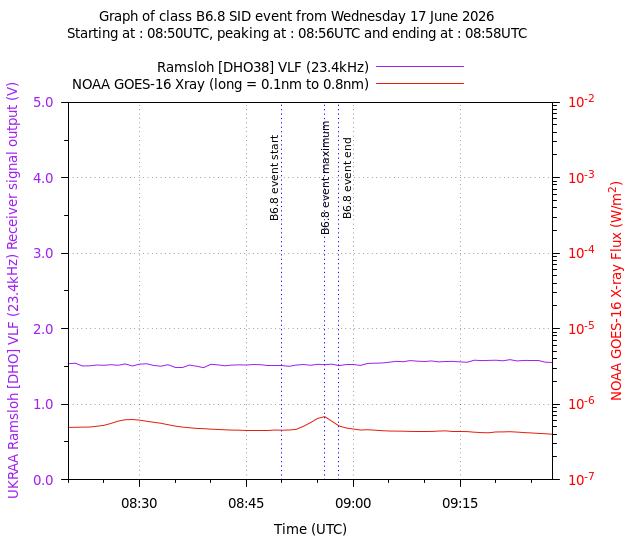 Graph of class B6.8 SID event from Wednesday 17 June 2026
Starting at : 08:50UTC, peaking at : 08:56UTC and ending at : 08:58UTC
Ramsloh [DHO38] VLF (23.4kHz)
NOAA GOES-16 Xray (long = 0.1nm to 0.8nm)
UKRAA Ramsloh [DHO] VLF (23.4kHz) Receiver signal output (V)
5.0
4.0
3.0
2.0
1.0
0.0
B6.8 event start
B6.8 event maximum
B6.8 event end
10⁻²
10⁻³
10⁻⁴
10⁻⁵
10⁻⁶
10⁻⁷
NOAA GOES-16 X-ray Flux (W/m²)
08:30 08:45 09:00 09:15
Time (UTC)